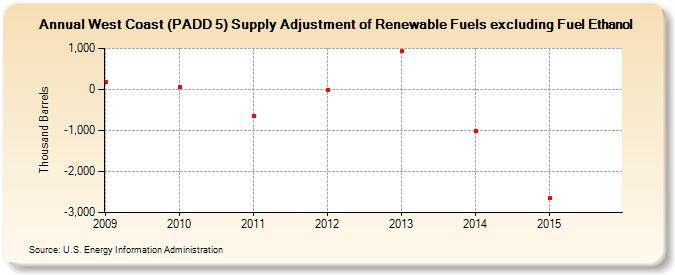 Annual West Coast (PADD 5) Supply Adjustment of Renewable Fuels excluding Fuel Ethanol
Thousand Barrels
1,000
0
-1,000
-2,000
-3,000
2009 2010 2011 2012 2013 2014 2015
Source: U.S. Energy Information Administration